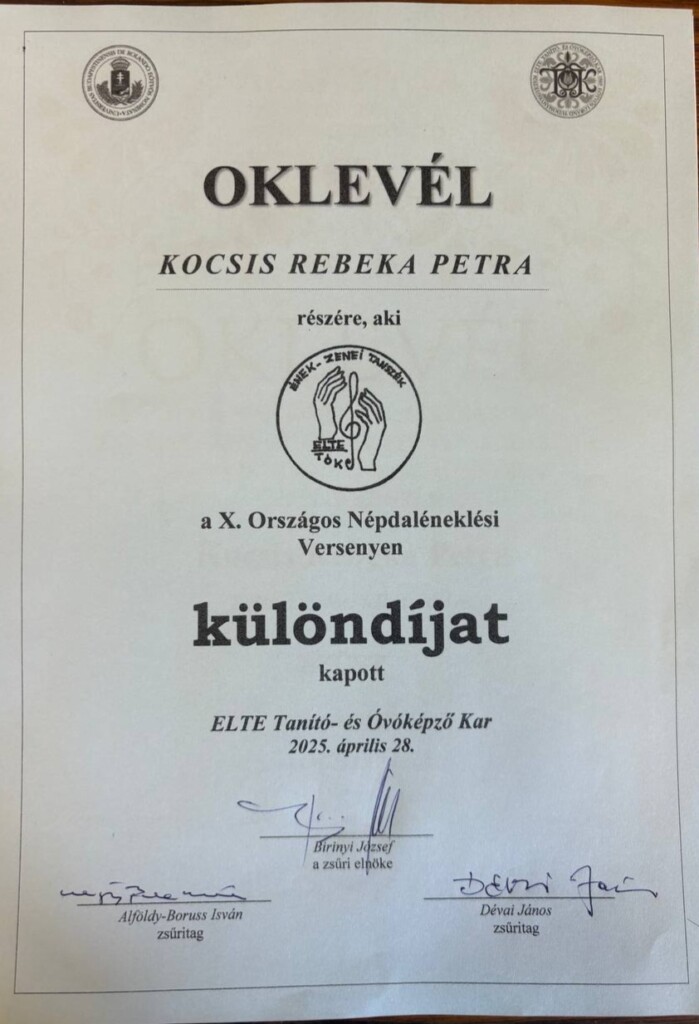 OKLEVÉL
KOCSIS REBEKA PETRA
részére, aki
ÉNEK-ZENEI TANSZÉK
ELTE
TÓK
a X. Országos Népdaléneklési
Versenyen
különdíjat
kapott
ELTE Tanító- és Óvóképző Kar
2025. április 28.
Birinyi József
a zsűri elnöke
Alföldy-Boruss Isván
zsűritag
Dévai János
zsűritag